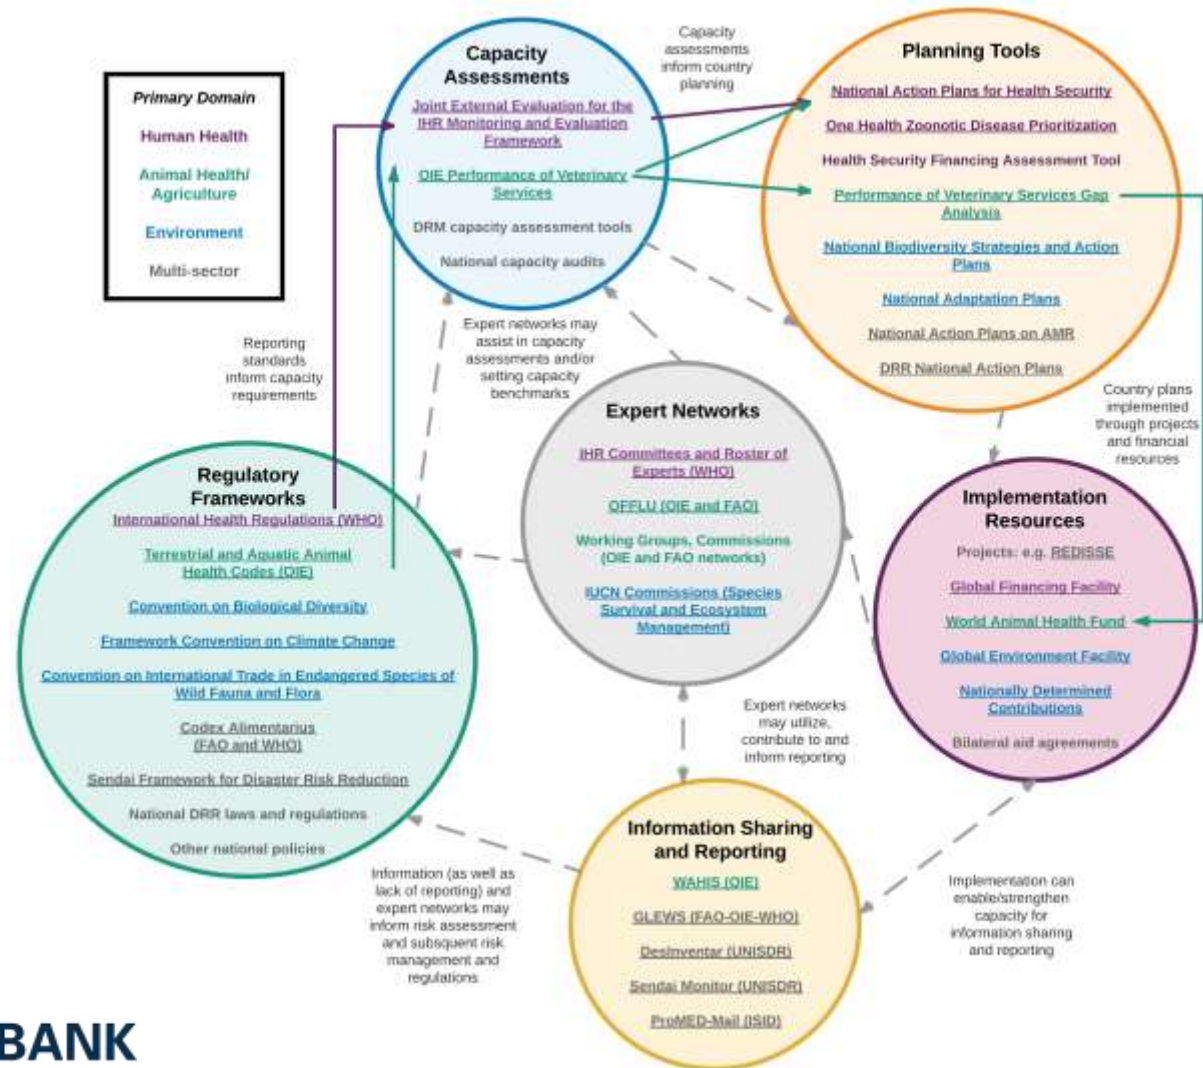 Primary Domain
Human Health
Animal Health/
Agriculture
Environment
Multi-sector
Capacity
Assessments
Joint External Evaluation for the
IHR Monitoring and Evaluation
Framework
OIE Performance of Veterinary
Services
DRM capacity assessment tools
National capacity audits
Capacity
assessments
inform country
planning
Planning Tools
National Action Plans for Health Security
One Health Zoonotic Disease Prioritization
Health Security Financing Assessment Tool
Performance of Veterinary Services Gap
Analysis
National Biodiversity Strategies and Action
Plans
National Adaptation Plans
National Action Plans on AMR
DRR National Action Plans
Reporting
standards
inform capacity
requirements
Expert networks may
assist in capacity
assessments and/or
setting capacity
benchmarks
Country plans
implemented
through projects
and financial
resources
Expert Networks
IHR Committees and Roster of
Experts (WHO)
OFFLU (OIE and FAO)
Working Groups, Commissions
(OIE and FAO networks)
IUCN Commissions (Species
Survival and Ecosystem
Management)
Regulatory
Frameworks
International Health Regulations (WHO)
Terrestrial and Aquatic Animal
Health Codes (OIE)
Convention on Biological Diversity
Framework Convention on Climate Change
Convention on International Trade in Endangered Species of
Wild Fauna and Flora
Codex Alimentarius
(FAO and WHO)
Sendai Framework for Disaster Risk Reduction
National DRR laws and regulations
Other national policies
Implementation
Resources
Projects: e.g. REDISSE
Global Financing Facility
World Animal Health Fund
Global Environment Facility
Nationally Determined
Contributions
Bilateral aid agreements
Expert networks
may utilize,
contribute to and
inform reporting
Information Sharing
and Reporting
WAHIS (OIE)
GLEWS (FAO-OIE-WHO)
DesInventar (UNISDR)
Sendai Monitor (UNISDR)
ProMED-Mail (ISID)
Information (as well as
lack of reporting) and
expert networks may
inform risk assessment
and subsquent risk
management and
regulations
Implementation can
enable/strengthen
capacity for
information sharing
and reporting
BANK